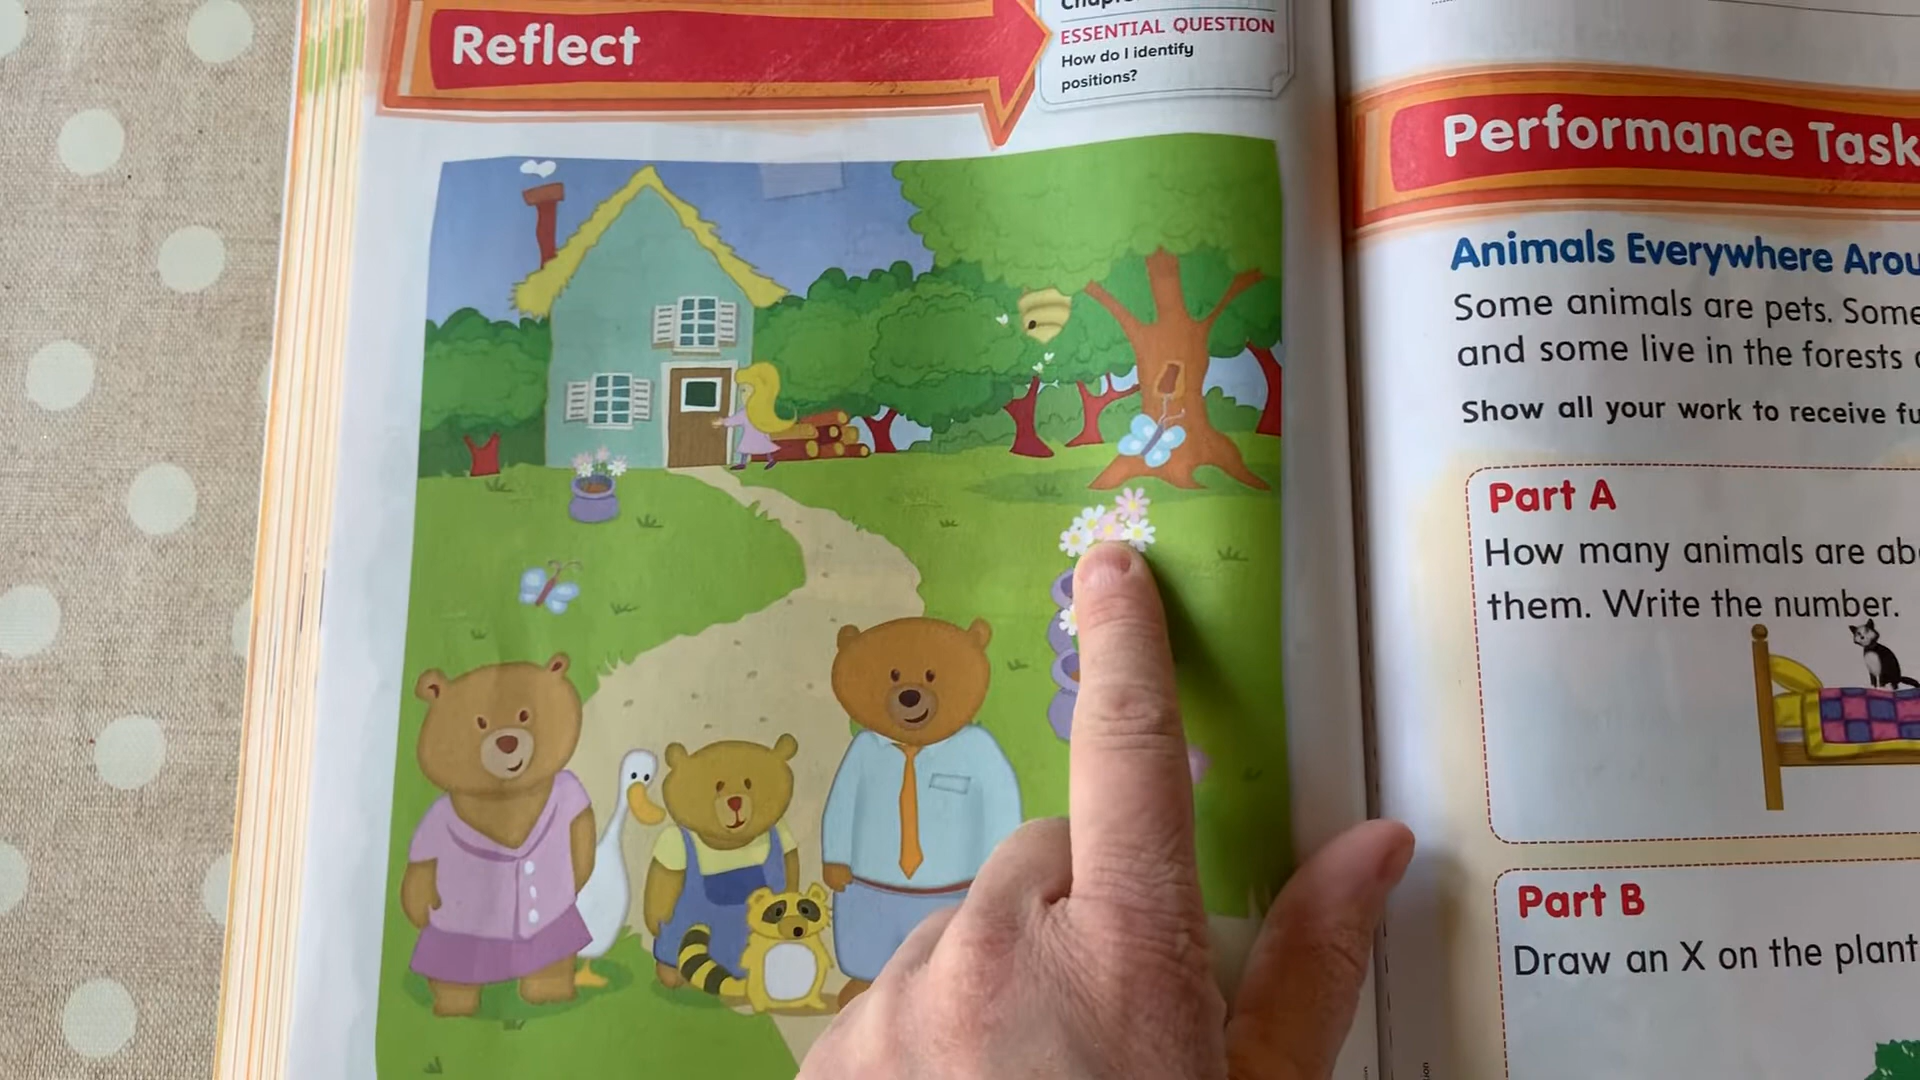 Reflect
ESSENTIAL QUESTION
How do I identify
positions?
Performance Task
Animals Everywhere
Some animals are pets. Some
and some live in the forests
Show all your work to receive
Part A
How many animals are
them. Write the number.
Part B
Draw an X on the plant